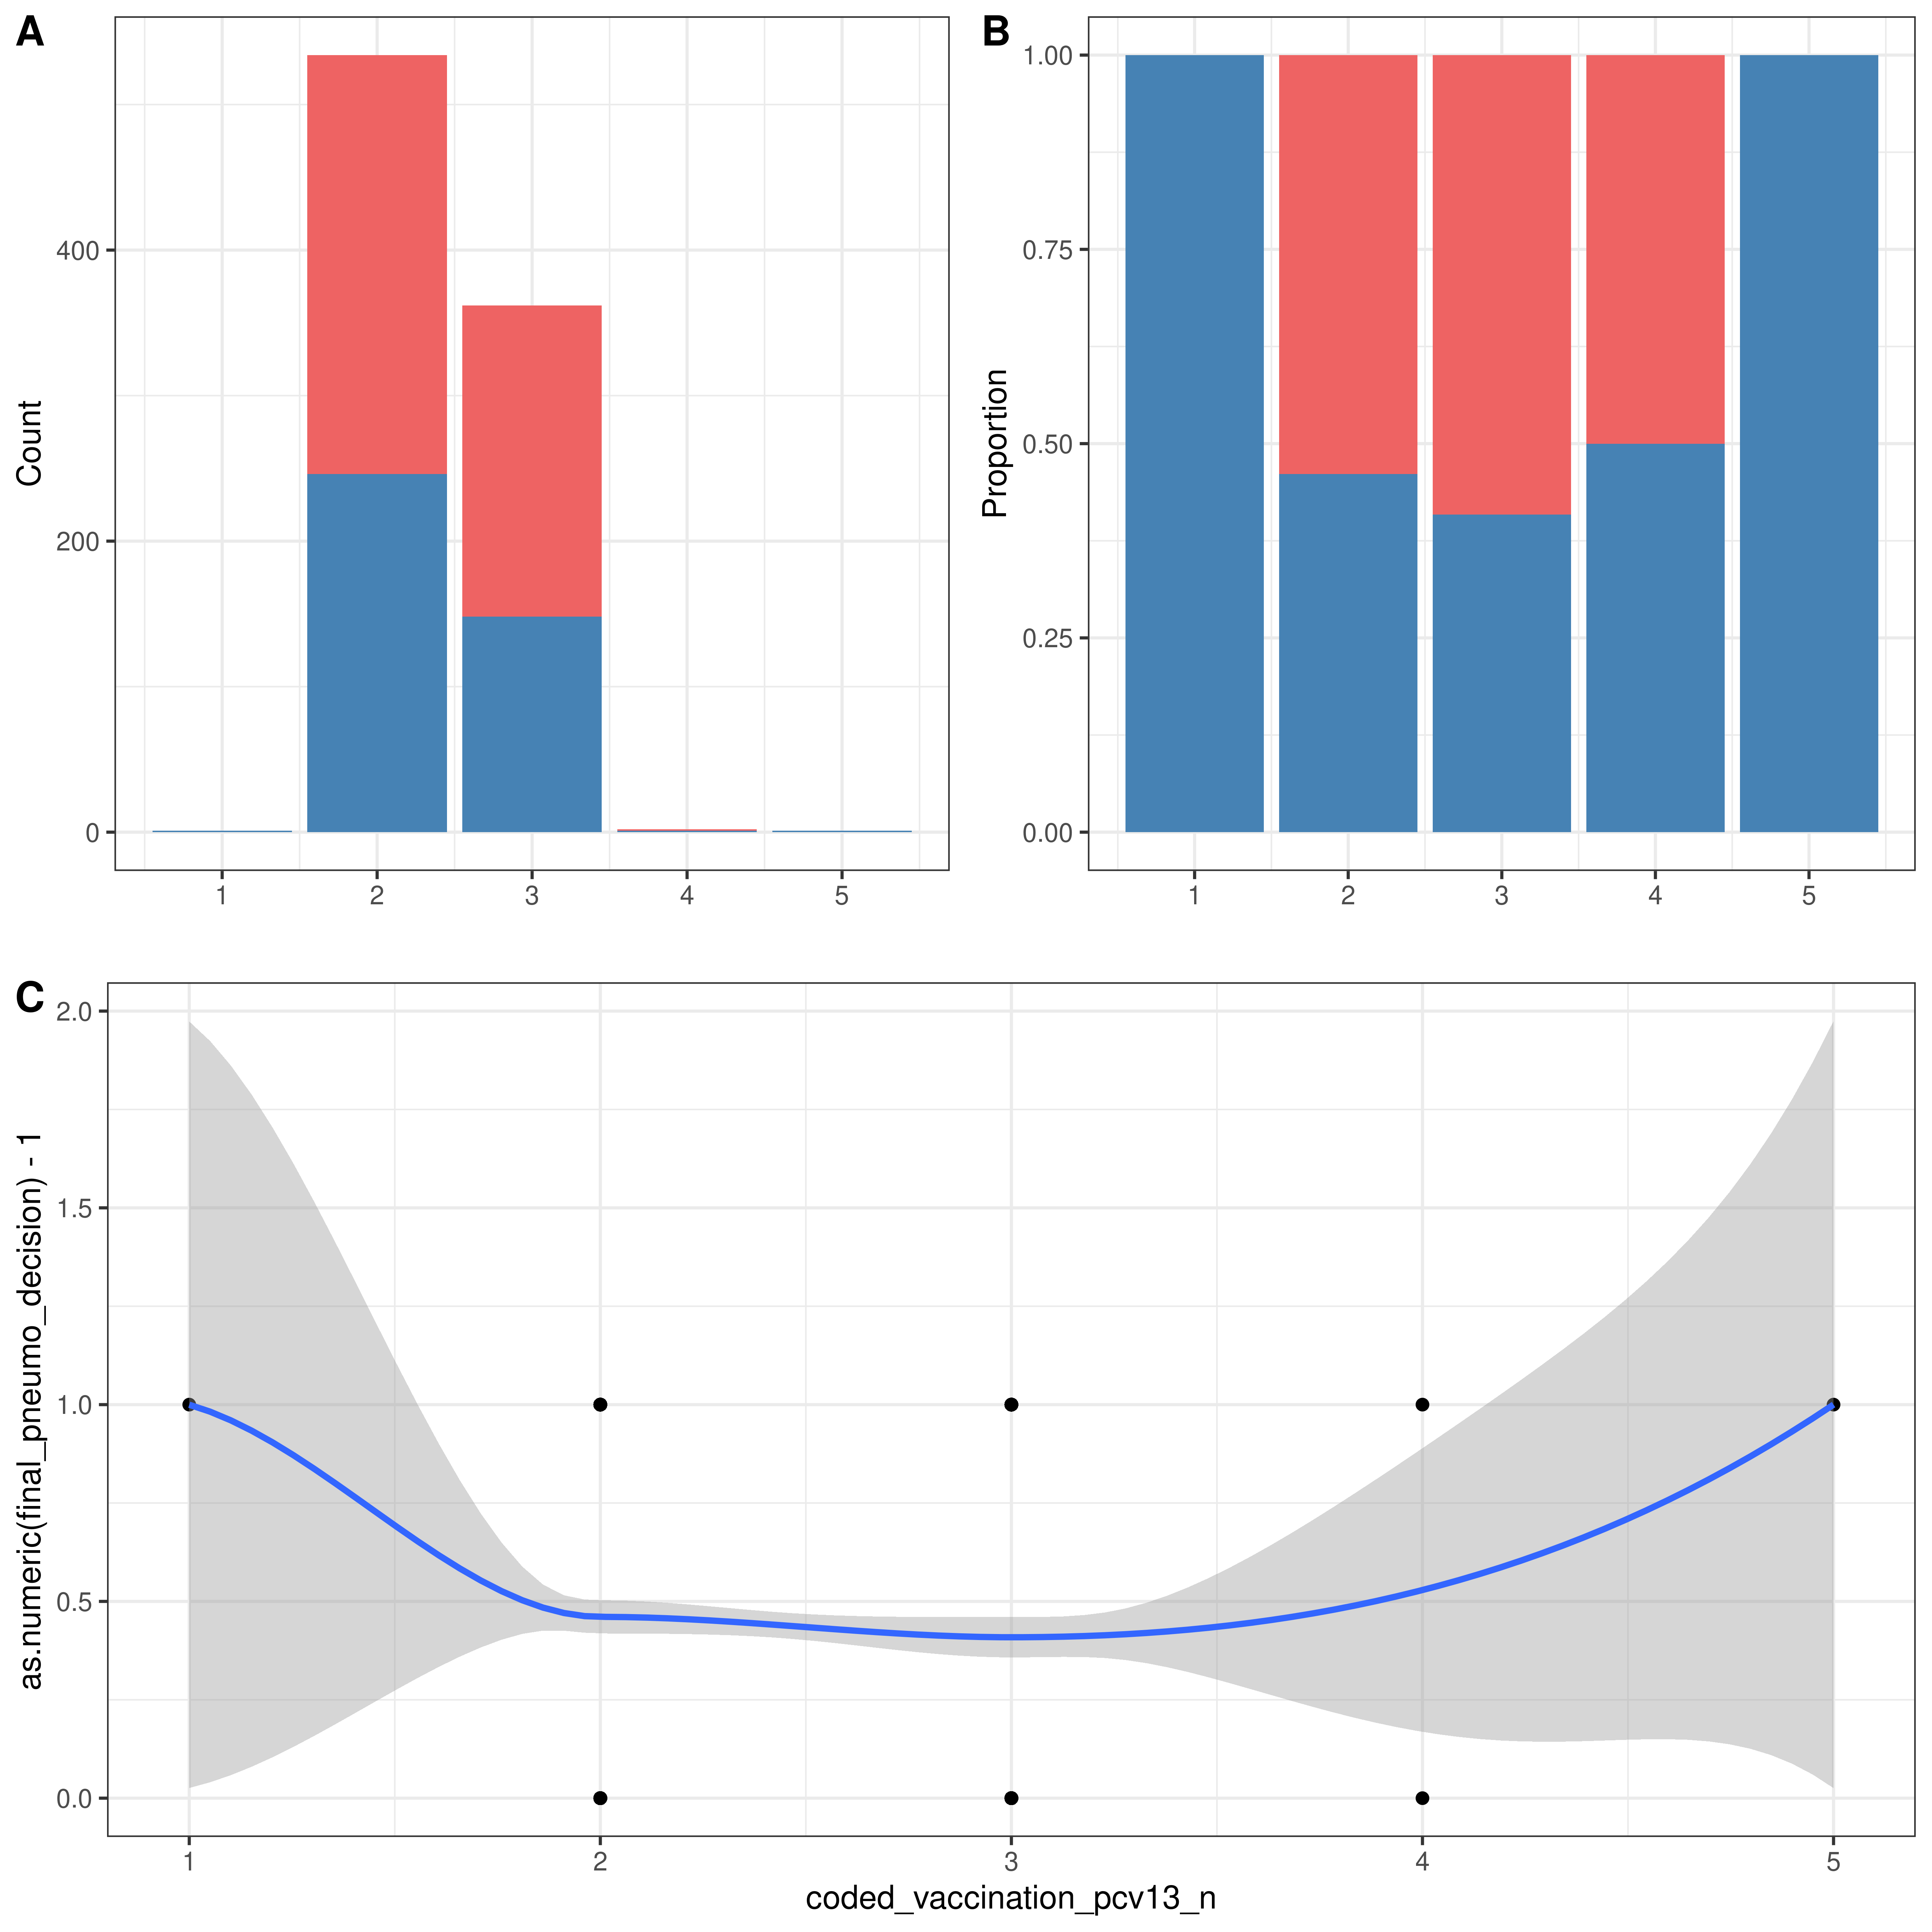 A
Count
400
200
0
1 2 3 4 5
B
Proportion
1.00
0.75
0.50
0.25
0.00
1 2 3 4 5
C
as.numeric(final_pneumo_decision) - 1
2.0
1.5
1.0
0.5
0.0
1 2 3 4 5
coded_vaccination_pcv13_n